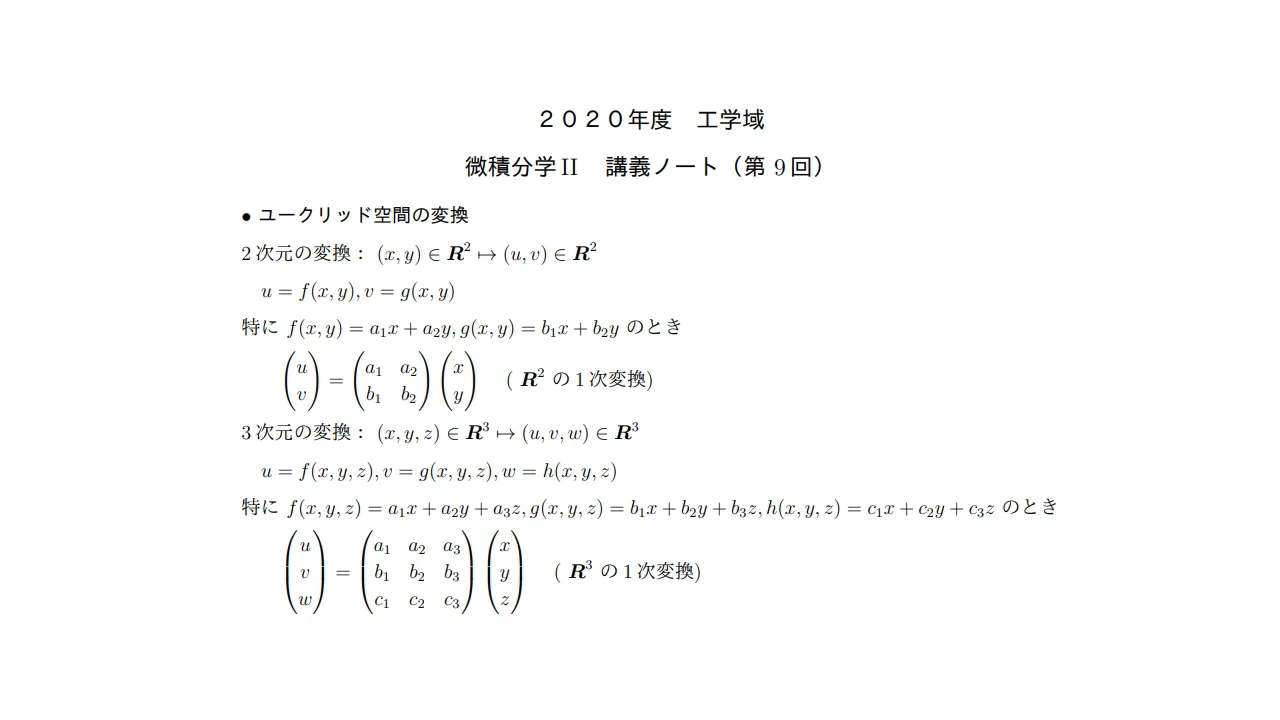 ２０２０年度　工学域
微積分学 II　講義ノート（第 9 回）
• ユークリッド空間の変換
2 次元の変換： (x, y) ∈ R² ↦ (u, v) ∈ R²
u = f(x, y), v = g(x, y)
特に f(x, y) = a₁x + a₂y, g(x, y) = b₁x + b₂y のとき
(u v) = (a₁ a₂ b₁ b₂) (x y) ( R² の 1 次変換)
3 次元の変換： (x, y, z) ∈ R³ ↦ (u, v, w) ∈ R³
u = f(x, y, z), v = g(x, y, z), w = h(x, y, z)
特に f(x, y, z) = a₁x + a₂y + a₃z, g(x, y, z) = b₁x + b₂y + b₃z, h(x, y, z) = c₁x + c₂y + c₃z のとき
(u v w) = (a₁ a₂ a₃ b₁ b₂ b₃ c₁ c₂ c₃) (x y z) ( R³ の 1 次変換)